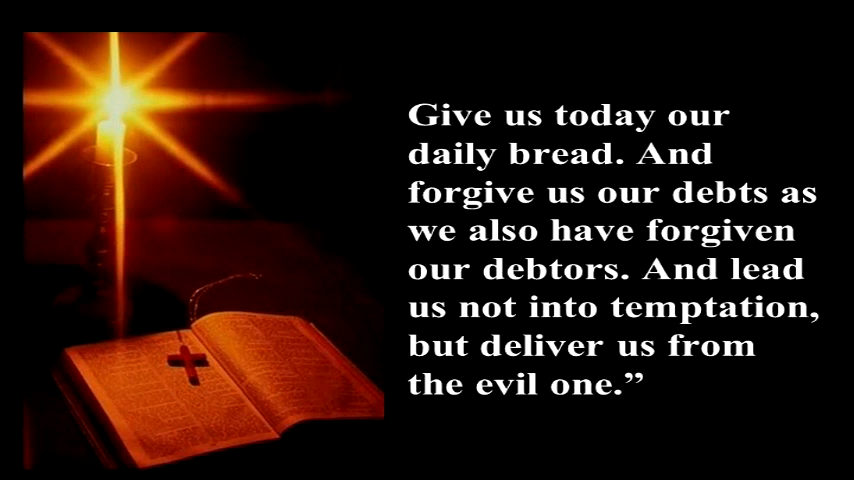 Give us today our
daily bread. And
forgive us our debts as
we also have forgiven
our debtors. And lead
us not into temptation,
but deliver us from
the evil one.”